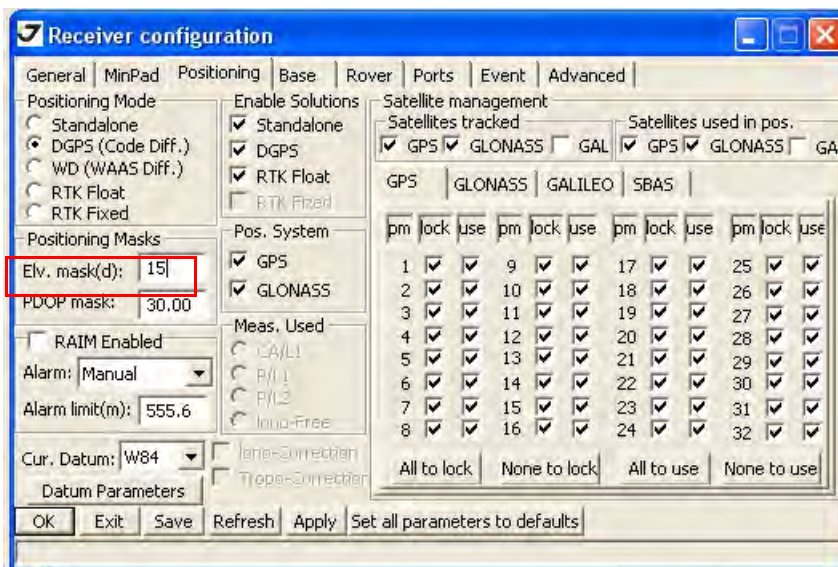 Receiver configuration
General MinPad Positioning Base Rover Ports Event Advanced
Positioning Mode
Standalone
DGPS (Code Diff.)
WD (WAAS Diff.)
RTK Float
RTK Fixed
Positioning Masks
Elv. mask(d): 15
PDOP mask: 30.00
RAIM Enabled
Alarm: Manual
Alarm limit(m): 555.6
Cur. Datum: W84
Datum Parameters
Enable Solutions
Standalone
DGPS
RTK Float
RTK Fixed
Pos. System
GPS
GLONASS
Meas. Used
CA/L1
P/L1
P/L2
Iono-Free
Iono-Correction
Tropo-Correction
Satellite management
Satellites tracked
GPS GLONASS GAL
Satellites used in pos.
GPS GLONASS GA
GPS GLONASS GALILEO SBAS
pm lock use pm lock use pm lock use pm lock use
1 9 17 25
2 10 18 26
3 11 19 27
4 12 20 28
5 13 21 29
6 14 22 30
7 15 23 31
8 16 24 32
All to lock None to lock All to use None to use
OK Exit Save Refresh Apply Set all parameters to defaults